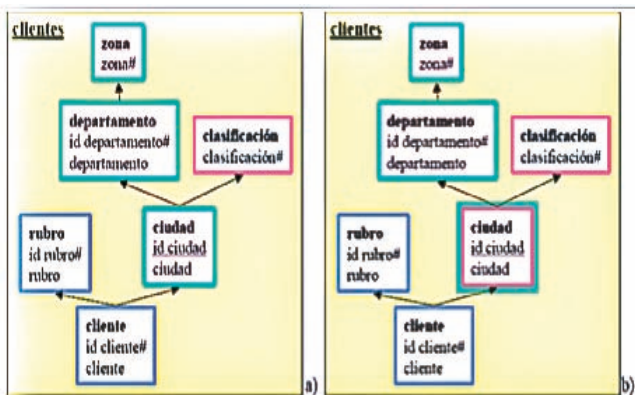 clientes
zona
zona#
departamento
id departamento#
departamento
clasificación
clasificación#
rubro
id rubro#
rubro
ciudad
id ciudad
ciudad
cliente
id cliente#
cliente
a)
clientes
zona
zona#
departamento
id departamento#
departamento
clasificación
clasificación#
rubro
id rubro#
rubro
ciudad
id ciudad
ciudad
cliente
id cliente#
cliente
b)